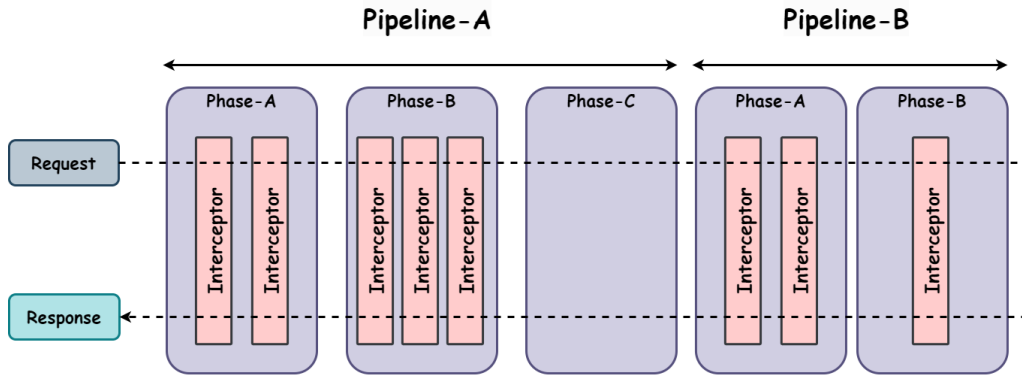 Pipeline-A
Pipeline-B
Phase-A
Phase-B
Phase-C
Phase-A
Phase-B
Request
Interceptor
Interceptor
Interceptor
Interceptor
Interceptor
Interceptor
Interceptor
Interceptor
Response